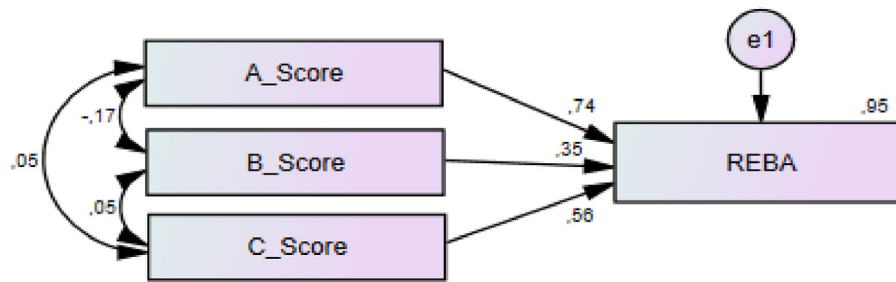 e1
A_Score
,95
,74
-,17
,35
,05
B_Score
REBA
,05
,56
C_Score